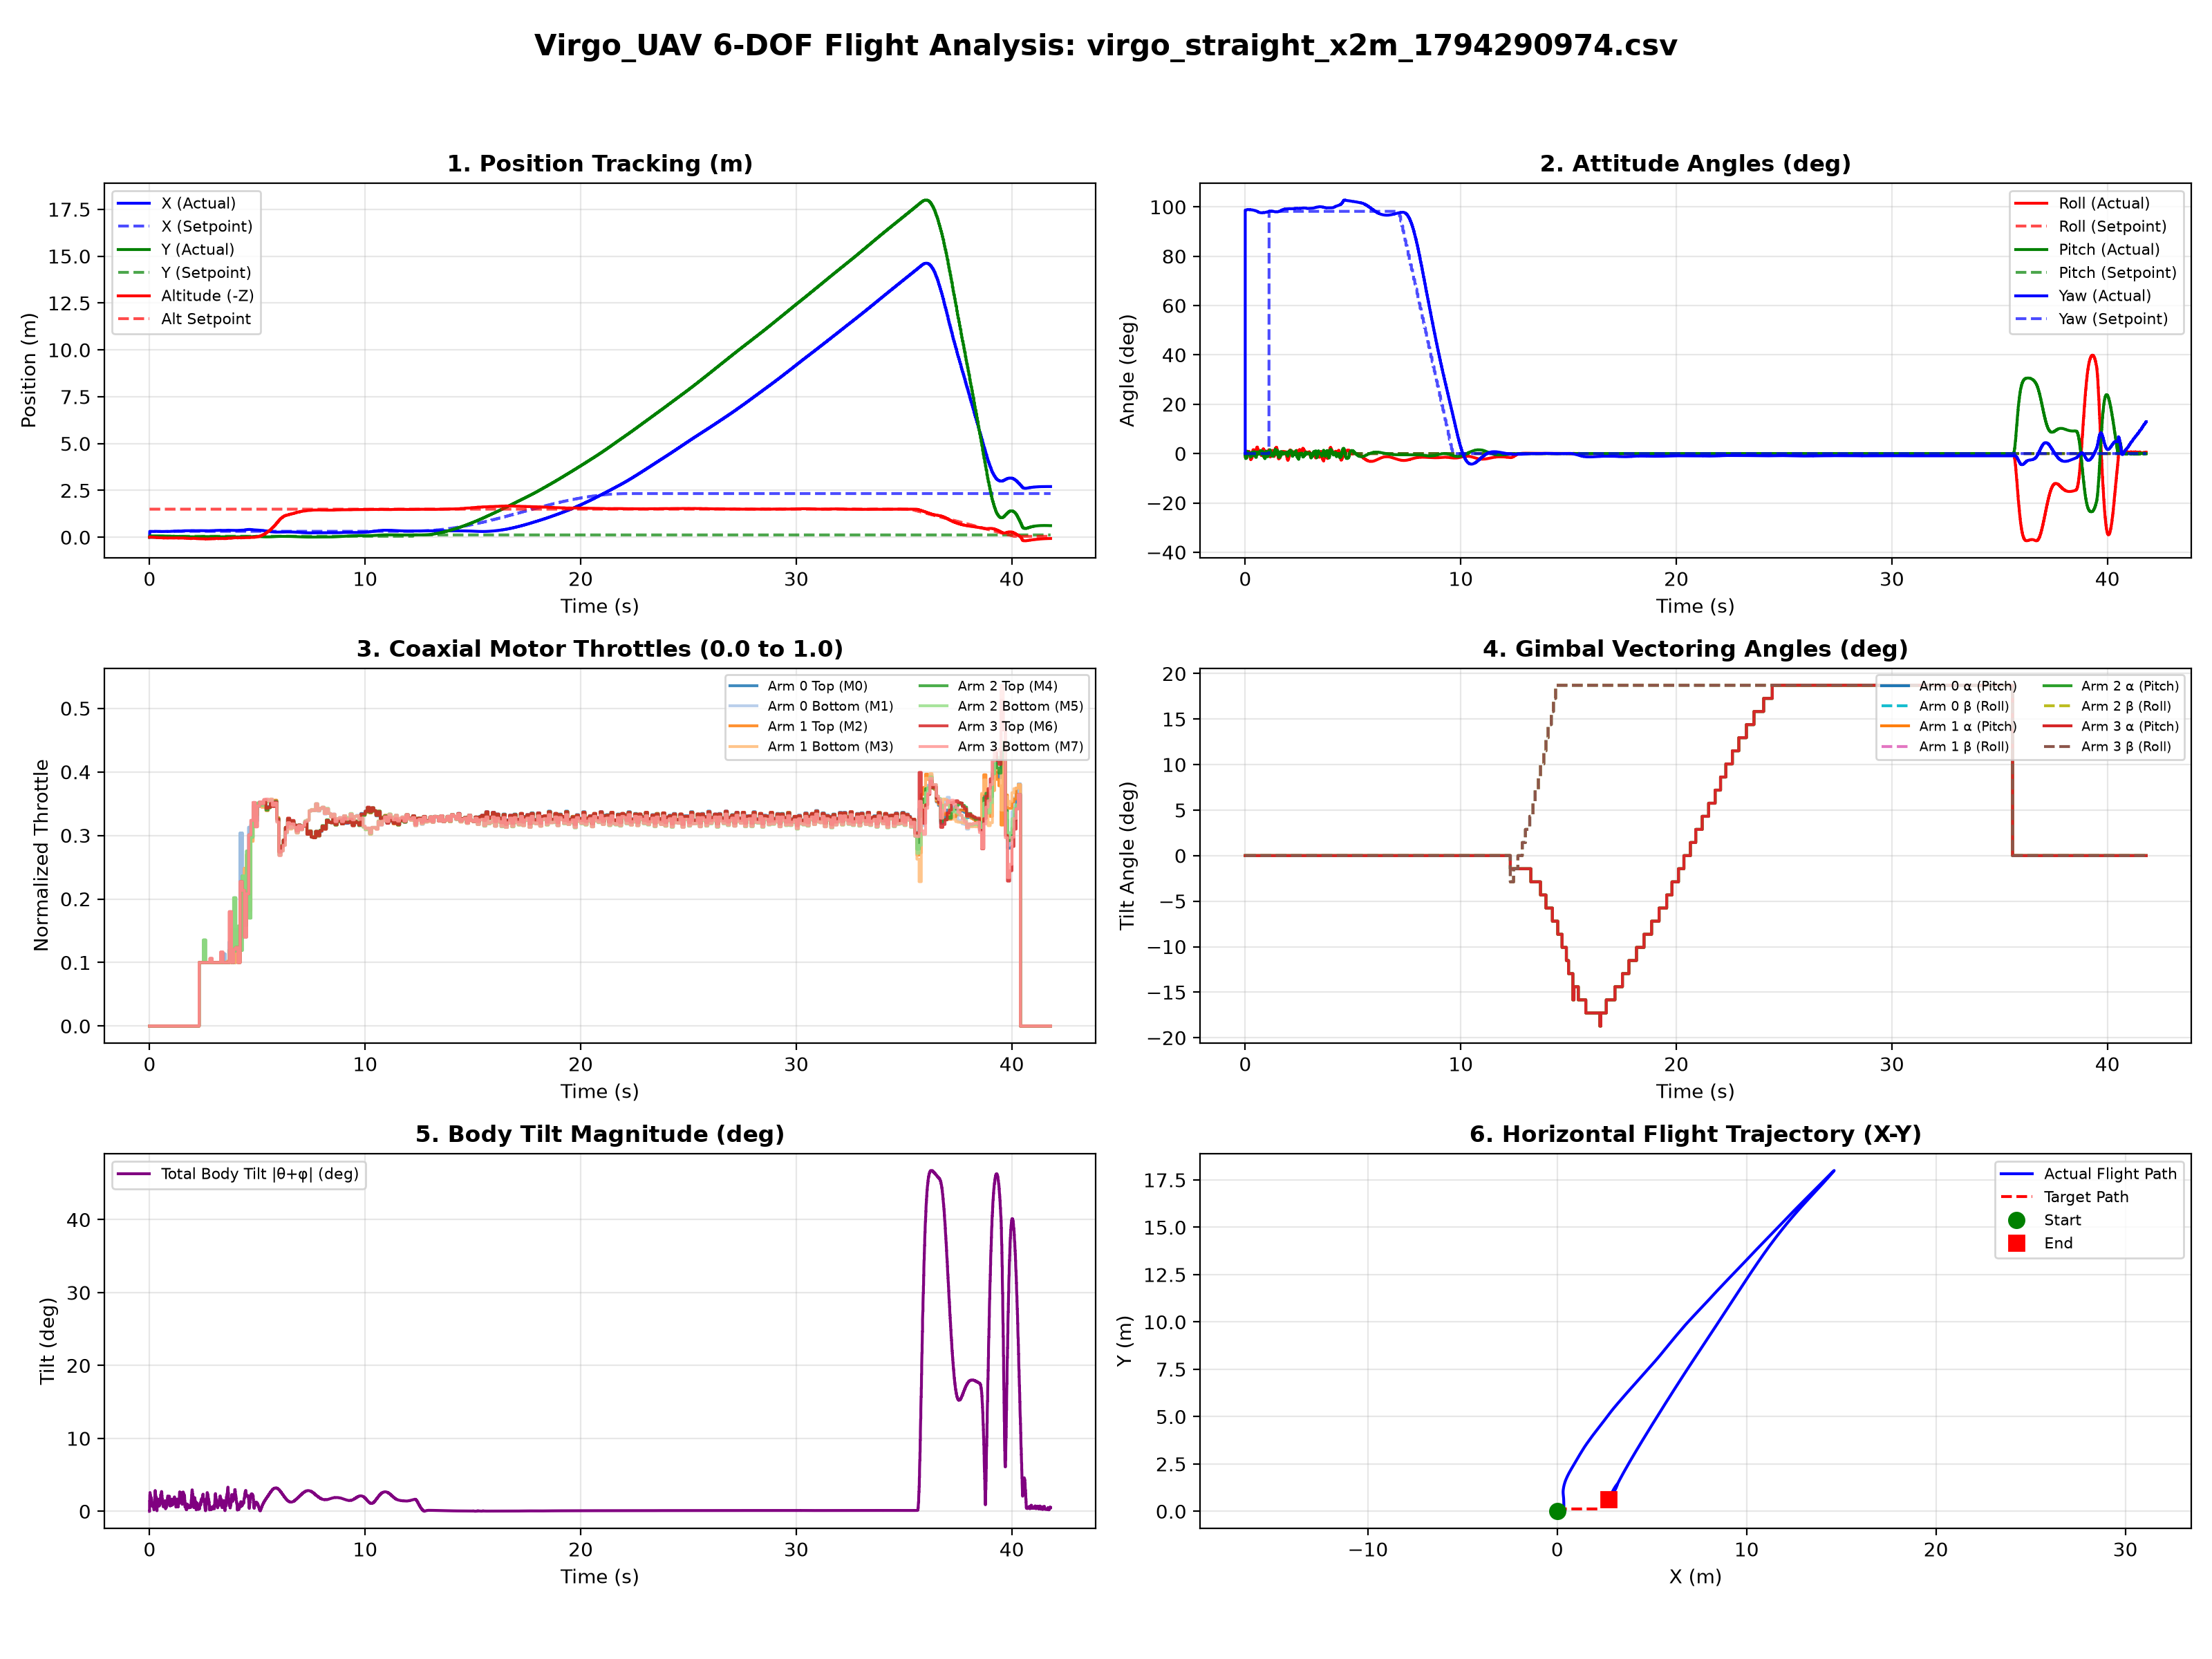 Virgo_UAV 6-DOF Flight Analysis: virgo_straight_x2m_1794290974.csv
1. Position Tracking (m)
X (Actual)
X (Setpoint)
Y (Actual)
Y (Setpoint)
Altitude (-Z)
Alt Setpoint
17.5
15.0
12.5
10.0
7.5
5.0
2.5
0.0
Position (m)
0 10 20 30 40
Time (s)
2. Attitude Angles (deg)
Roll (Actual)
Roll (Setpoint)
Pitch (Actual)
Pitch (Setpoint)
Yaw (Actual)
Yaw (Setpoint)
100
80
60
40
20
0
−20
−40
Angle (deg)
0 10 20 30 40
Time (s)
3. Coaxial Motor Throttles (0.0 to 1.0)
Arm 0 Top (M0) Arm 2 Top (M4)
Arm 0 Bottom (M1) Arm 2 Bottom (M5)
Arm 1 Top (M2) Arm 3 Top (M6)
Arm 1 Bottom (M3) Arm 3 Bottom (M7)
0.5
0.4
0.3
0.2
0.1
0.0
Normalized Throttle
0 10 20 30 40
Time (s)
4. Gimbal Vectoring Angles (deg)
Arm 0 α (Pitch) Arm 2 α (Pitch)
Arm 0 β (Roll) Arm 2 β (Roll)
Arm 1 α (Pitch) Arm 3 α (Pitch)
Arm 1 β (Roll) Arm 3 β (Roll)
20
15
10
5
0
−5
−10
−15
−20
Tilt Angle (deg)
0 10 20 30 40
Time (s)
5. Body Tilt Magnitude (deg)
Total Body Tilt |θ+φ| (deg)
40
30
20
10
0
Tilt (deg)
0 10 20 30 40
Time (s)
6. Horizontal Flight Trajectory (X-Y)
Actual Flight Path
Target Path
Start
End
17.5
15.0
12.5
10.0
7.5
5.0
2.5
0.0
Y (m)
−10 0 10 20 30
X (m)